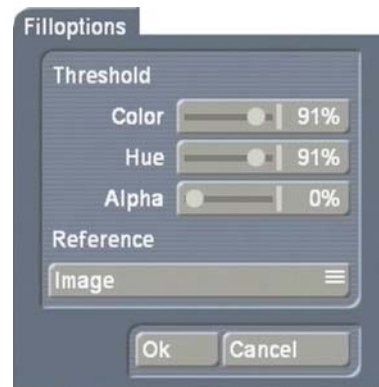 Filloptions
Threshold
Color 91%
Hue 91%
Alpha 0%
Reference
Image
Ok Cancel